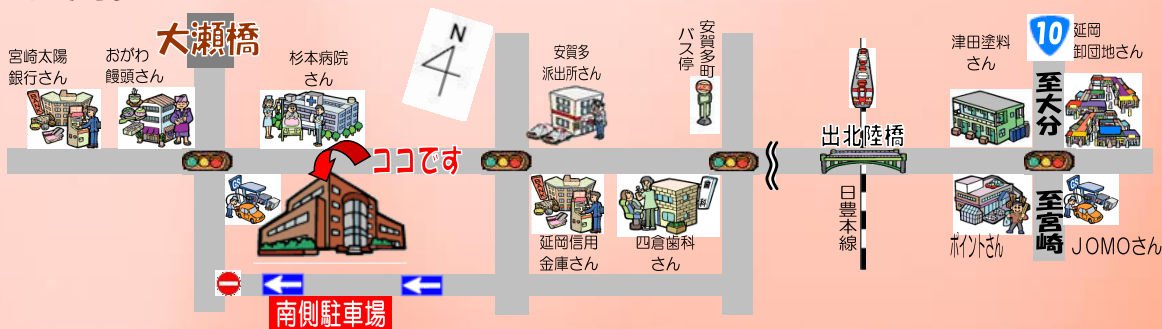 大瀬橋
宮崎太陽
銀行さん
おがわ
饅頭さん
杉本病院
さん
N
安賀多
派出所さん
安賀多町
バス停
津田塗料
さん
10
延岡
卸団地さん
至大分
ココです
出北陸橋
GS
延岡信用
金庫さん
四倉歯科
さん
日豊本線
ポイントさん
至宮崎
GS
JOMOさん
南側駐車場